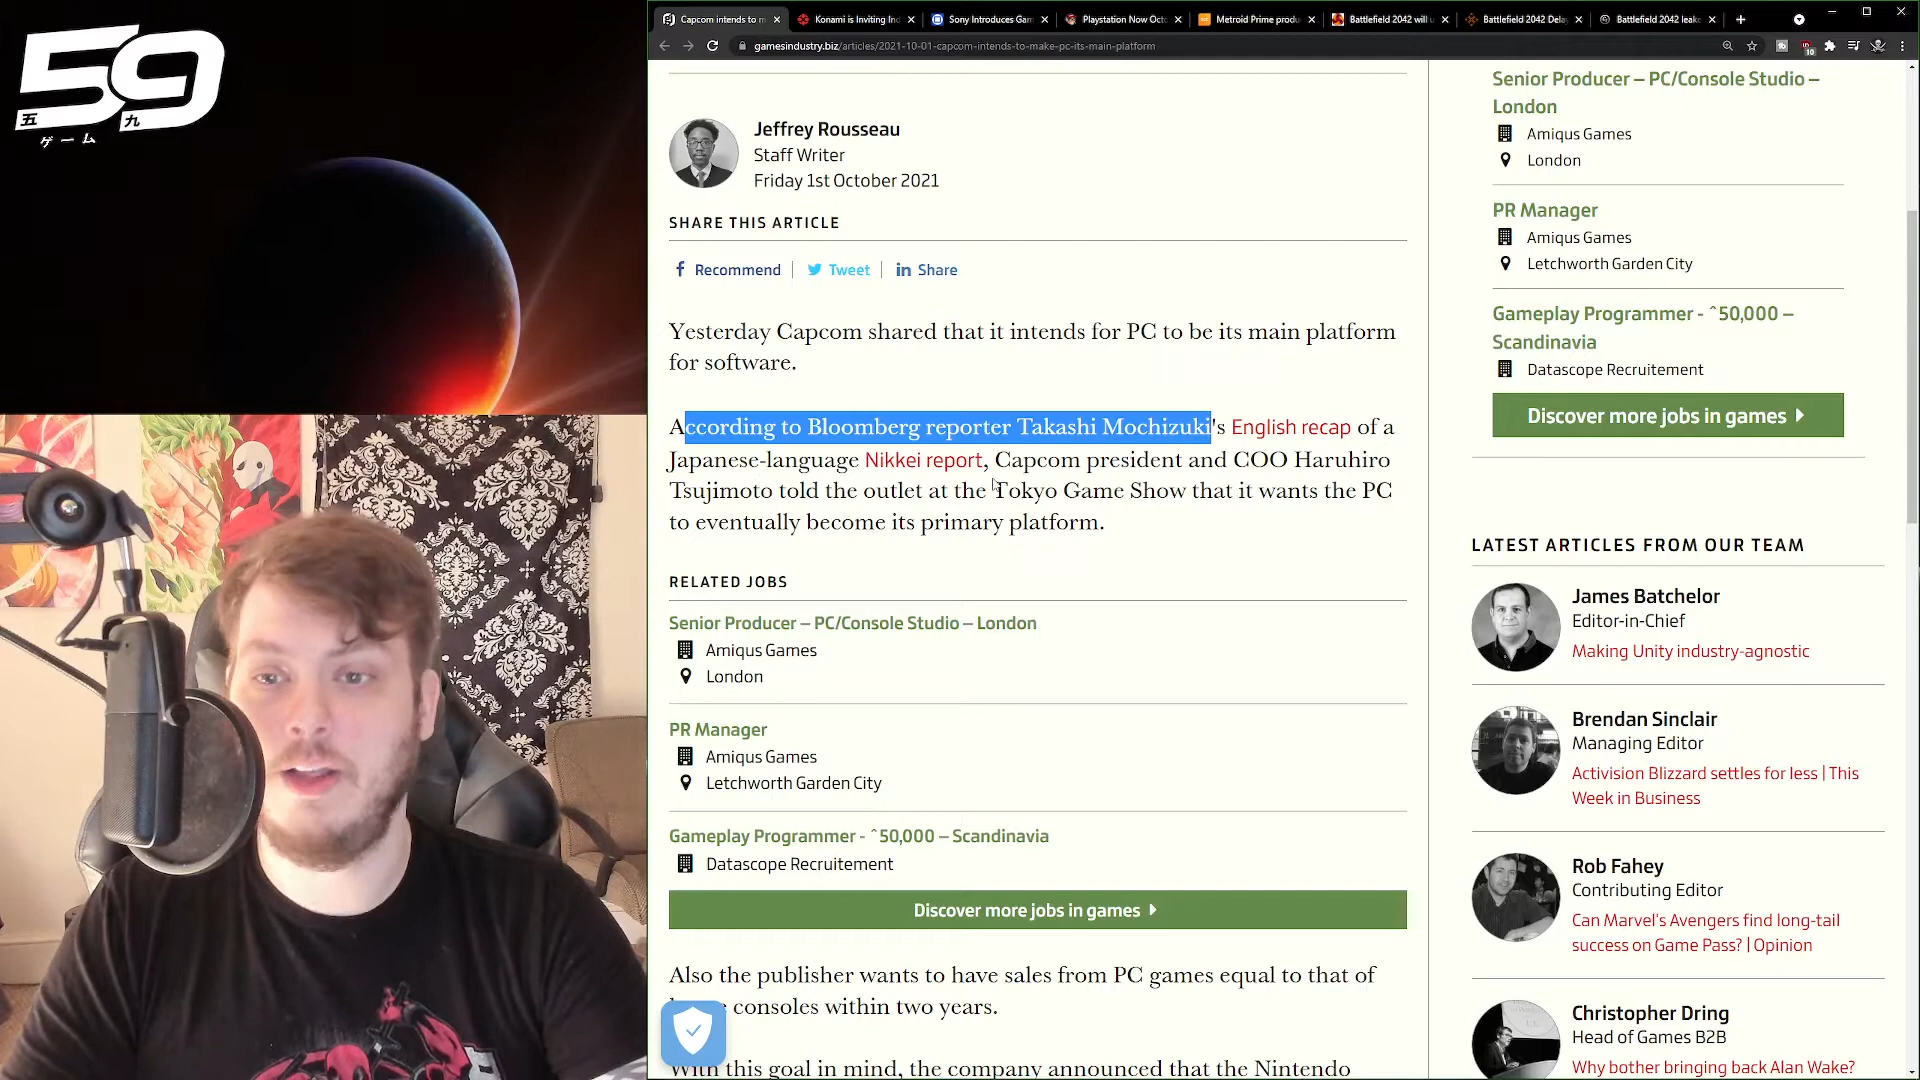 59
五 九
ゲーム
Capcom intends to m
Konami is Inviting Ind
Sony Introduces Gam
Playstation Now Octo
Metroid Prime produ
Battlefield 2042 will u
Battlefield 2042 Dela
Battlefield 2042 leak
gamesindustry.biz/articles/2021-10-01-capcom-intends-to-make-pc-its-main-platform
10
Jeffrey Rousseau
Staff Writer
Friday 1st October 2021
SHARE THIS ARTICLE
Recommend
Tweet
Share
Yesterday Capcom shared that it intends for PC to be its main platform
for software.
According to Bloomberg reporter Takashi Mochizuki's English recap of a
Japanese-language Nikkei report, Capcom president and COO Haruhiro
Tsujimoto told the outlet at the Tokyo Game Show that it wants the PC
to eventually become its primary platform.
RELATED JOBS
Senior Producer – PC/Console Studio – London
Amiqus Games
London
PR Manager
Amiqus Games
Letchworth Garden City
Gameplay Programmer - ˆ50,000 – Scandinavia
Datascope Recruitement
Discover more jobs in games
Also the publisher wants to have sales from PC games equal to that of
consoles within two years.
With this goal in mind, the company announced that the Nintendo
Senior Producer – PC/Console Studio –
London
Amiqus Games
London
PR Manager
Amiqus Games
Letchworth Garden City
Gameplay Programmer - ˆ50,000 –
Scandinavia
Datascope Recruitement
Discover more jobs in games
LATEST ARTICLES FROM OUR TEAM
James Batchelor
Editor-in-Chief
Making Unity industry-agnostic
Brendan Sinclair
Managing Editor
Activision Blizzard settles for less | This
Week in Business
Rob Fahey
Contributing Editor
Can Marvel's Avengers find long-tail
success on Game Pass? | Opinion
Christopher Dring
Head of Games B2B
Why bother bringing back Alan Wake?